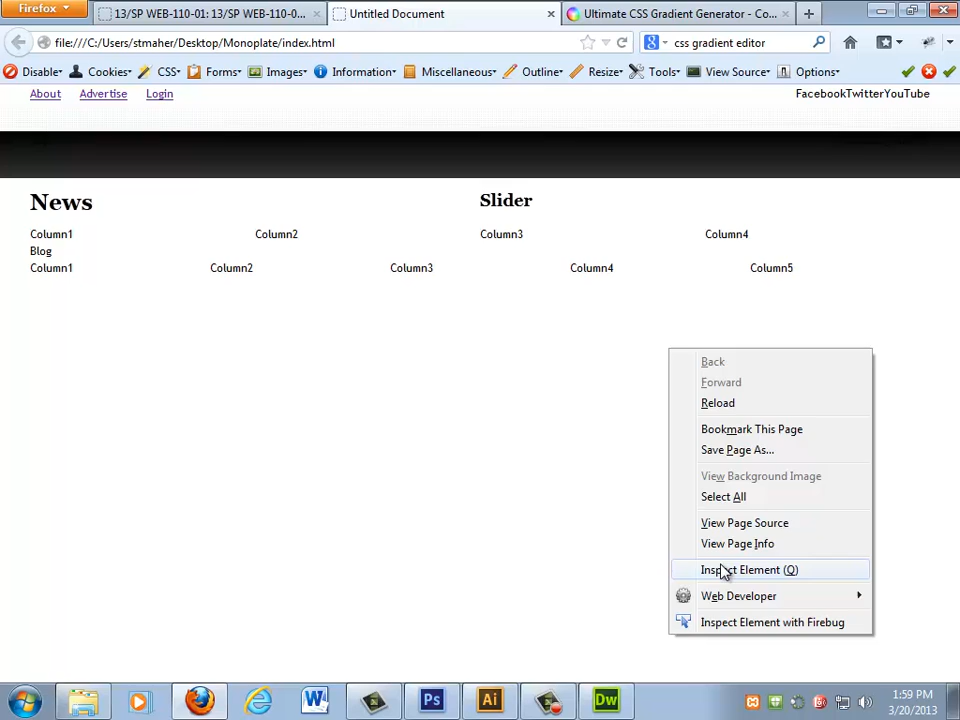 Firefox
13/SP WEB-110-01: 13/SP WEB-110-0...
Untitled Document
Ultimate CSS Gradient Generator - Co...
file:///C:/Users/stmaher/Desktop/Monoplate/index.html
css gradient editor
Disable
Cookies
CSS
Forms
Images
Information
Miscellaneous
Outline
Resize
Tools
View Source
Options
About
Advertise
Login
FacebookTwitterYouTube
News
Slider
Column1
Column2
Column3
Column4
Blog
Column1
Column2
Column3
Column4
Column5
Back
Forward
Reload
Bookmark This Page
Save Page As...
View Background Image
Select All
View Page Source
View Page Info
Inspect Element (Q)
Web Developer
Inspect Element with Firebug
Ps
Ai
Dw
1:59 PM
3/20/2013